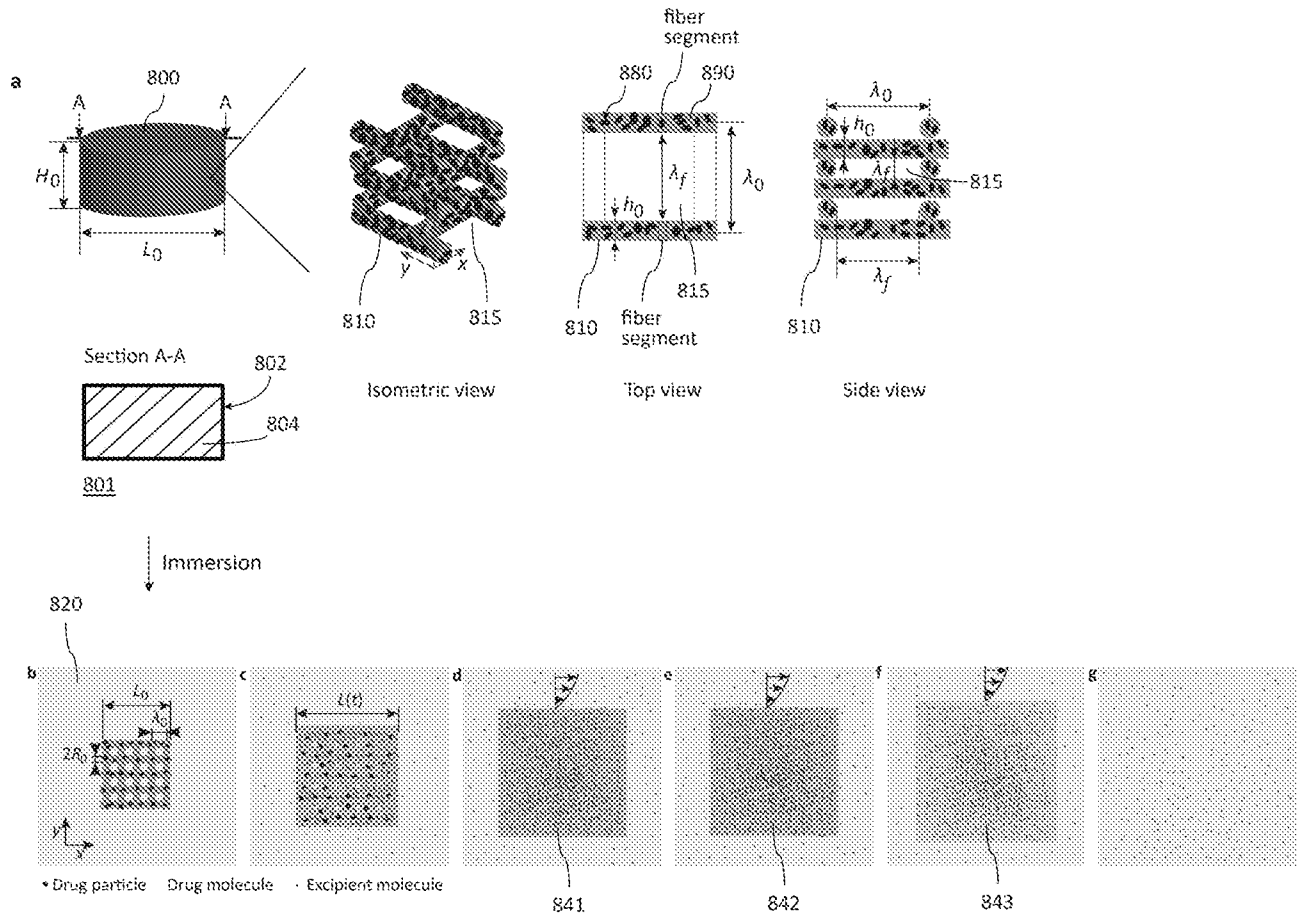 a
800
A
A
H0
L0
810
815
y
x
Isometric view
fiber
segment
880
890
λf
λ0
h0
815
810
fiber
segment
Top view
λ0
h0
λf
815
λf
810
Side view
Section A-A
802
804
801
Immersion
820
b
L0
λ0
2R0
y
x
c
L(t)
d
841
e
842
f
843
g
Drug particle
Drug molecule
Excipient molecule